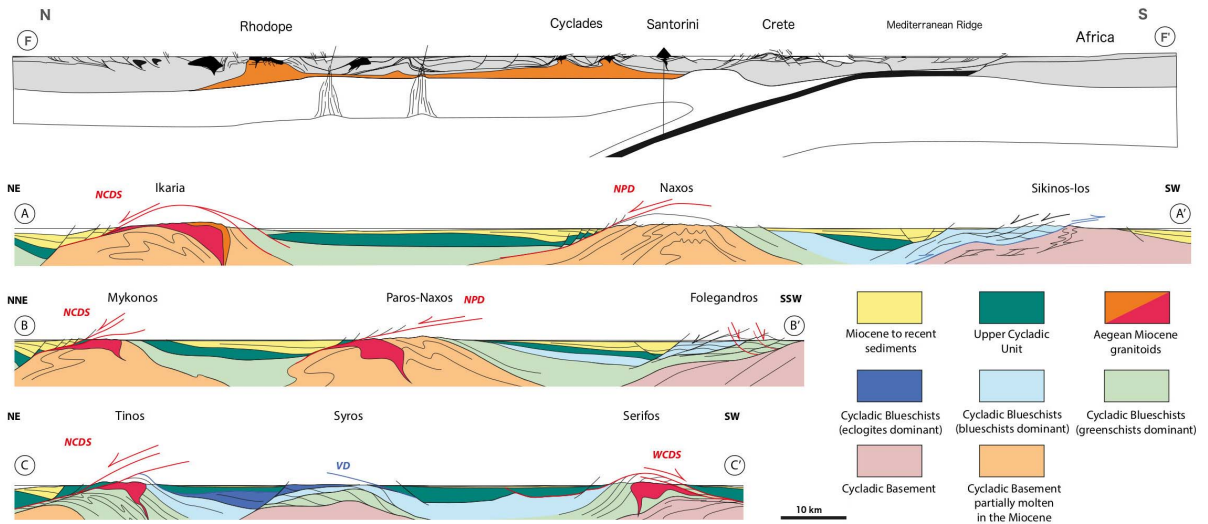 N
S
F
Rhodope
Cyclades
Santorini
Crete
Mediterranean Ridge
Africa
F'
NE
NCDS
Ikaria
NPD
Naxos
Sikinos-Ios
SW
A
A'
NNE
NCDS
Mykonos
Paros-Naxos
NPD
Folegandros
SSW
B
B'
NE
NCDS
Tinos
Syros
VD
Serifos
WCDS
SW
C
C'
10 km
Miocene to recent
sediments
Upper Cycladic
Unit
Aegean Miocene
granitoids
Cycladic Blueschists
(eclogites dominant)
Cycladic Blueschists
(blueschists dominant)
Cycladic Blueschists
(greenschists dominant)
Cycladic Basement
Cycladic Basement
partially molten
in the Miocene